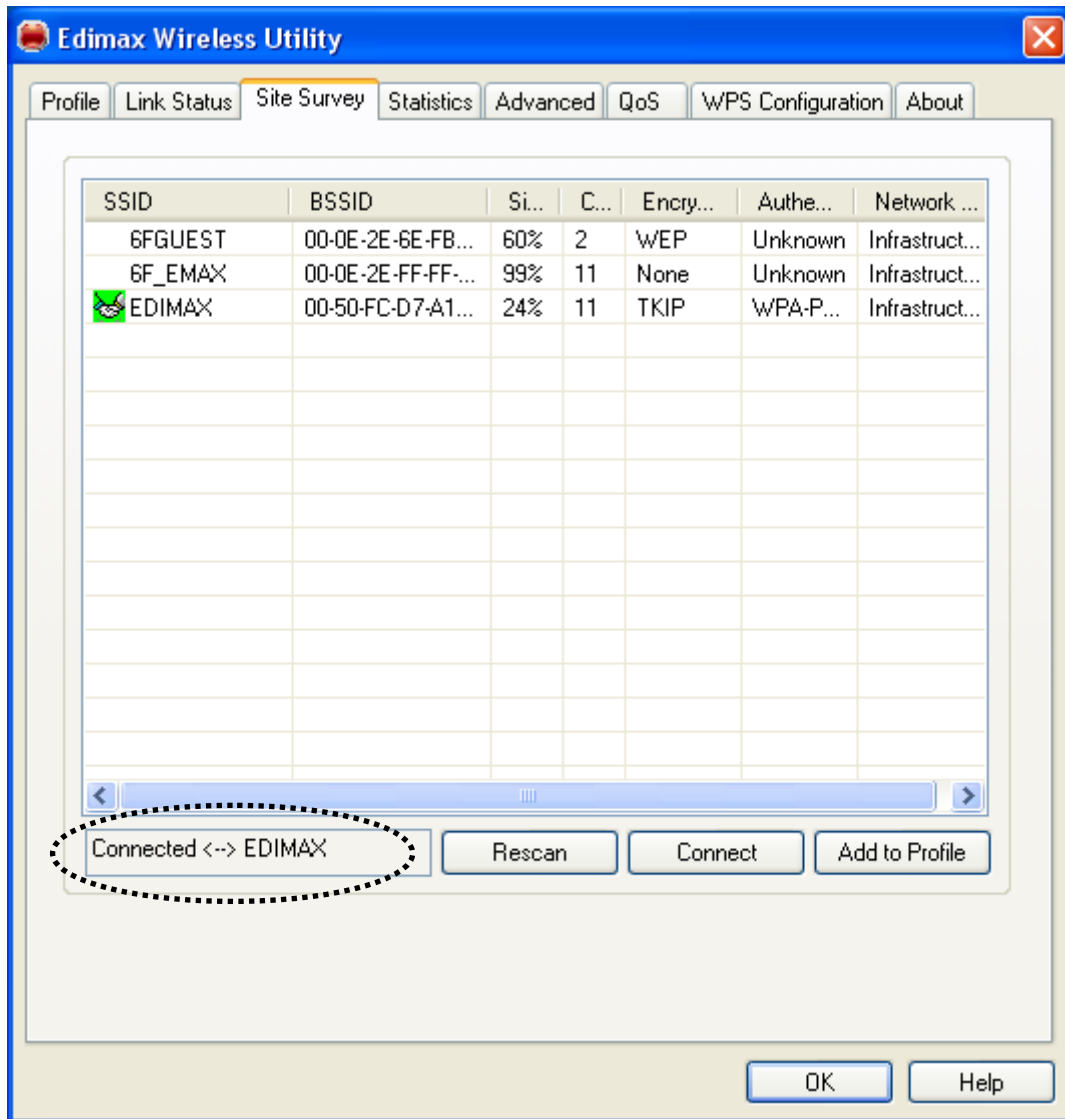 Edimax Wireless Utility
Profile Link Status Site Survey Statistics Advanced QoS WPS Configuration About
SSID BSSID Si... C... Encry... Authe... Network ...
6FGUEST 00-0E-2E-6E-FB... 60% 2 WEP Unknown Infrastruct...
6F_EMAX 00-0E-2E-FF-FF-... 99% 11 None Unknown Infrastruct...
EDIMAX 00-50-FC-D7-A1... 24% 11 TKIP WPA-P... Infrastruct...
Connected <--> EDIMAX Rescan Connect Add to Profile
OK Help